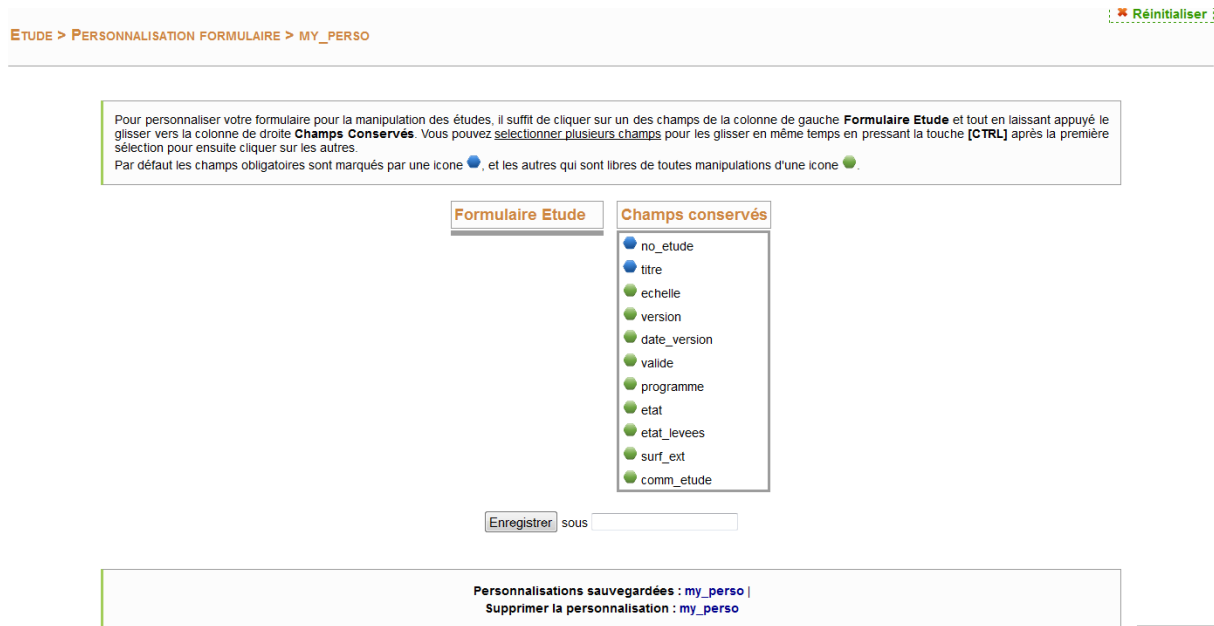 Réinitialiser
ETUDE > PERSONNALISATION FORMULAIRE > MY_PERSO
Pour personnaliser votre formulaire pour la manipulation des études, il suffit de cliquer sur un des champs de la colonne de gauche Formulaire Etude et tout en laissant appuyé le
glisser vers la colonne de droite Champs Conservés. Vous pouvez selectionner plusieurs champs pour les glisser en même temps en pressant la touche [CTRL] après la première
sélection pour ensuite cliquer sur les autres.
Par défaut les champs obligatoires sont marqués par une icone , et les autres qui sont libres de toutes manipulations d'une icone .
Formulaire Etude
Champs conservés
no_etude
titre
echelle
version
date_version
valide
programme
etat
etat_levees
surf_ext
comm_etude
Enregistrer sous
Personnalisations sauvegardées : my_perso |
Supprimer la personnalisation : my_perso